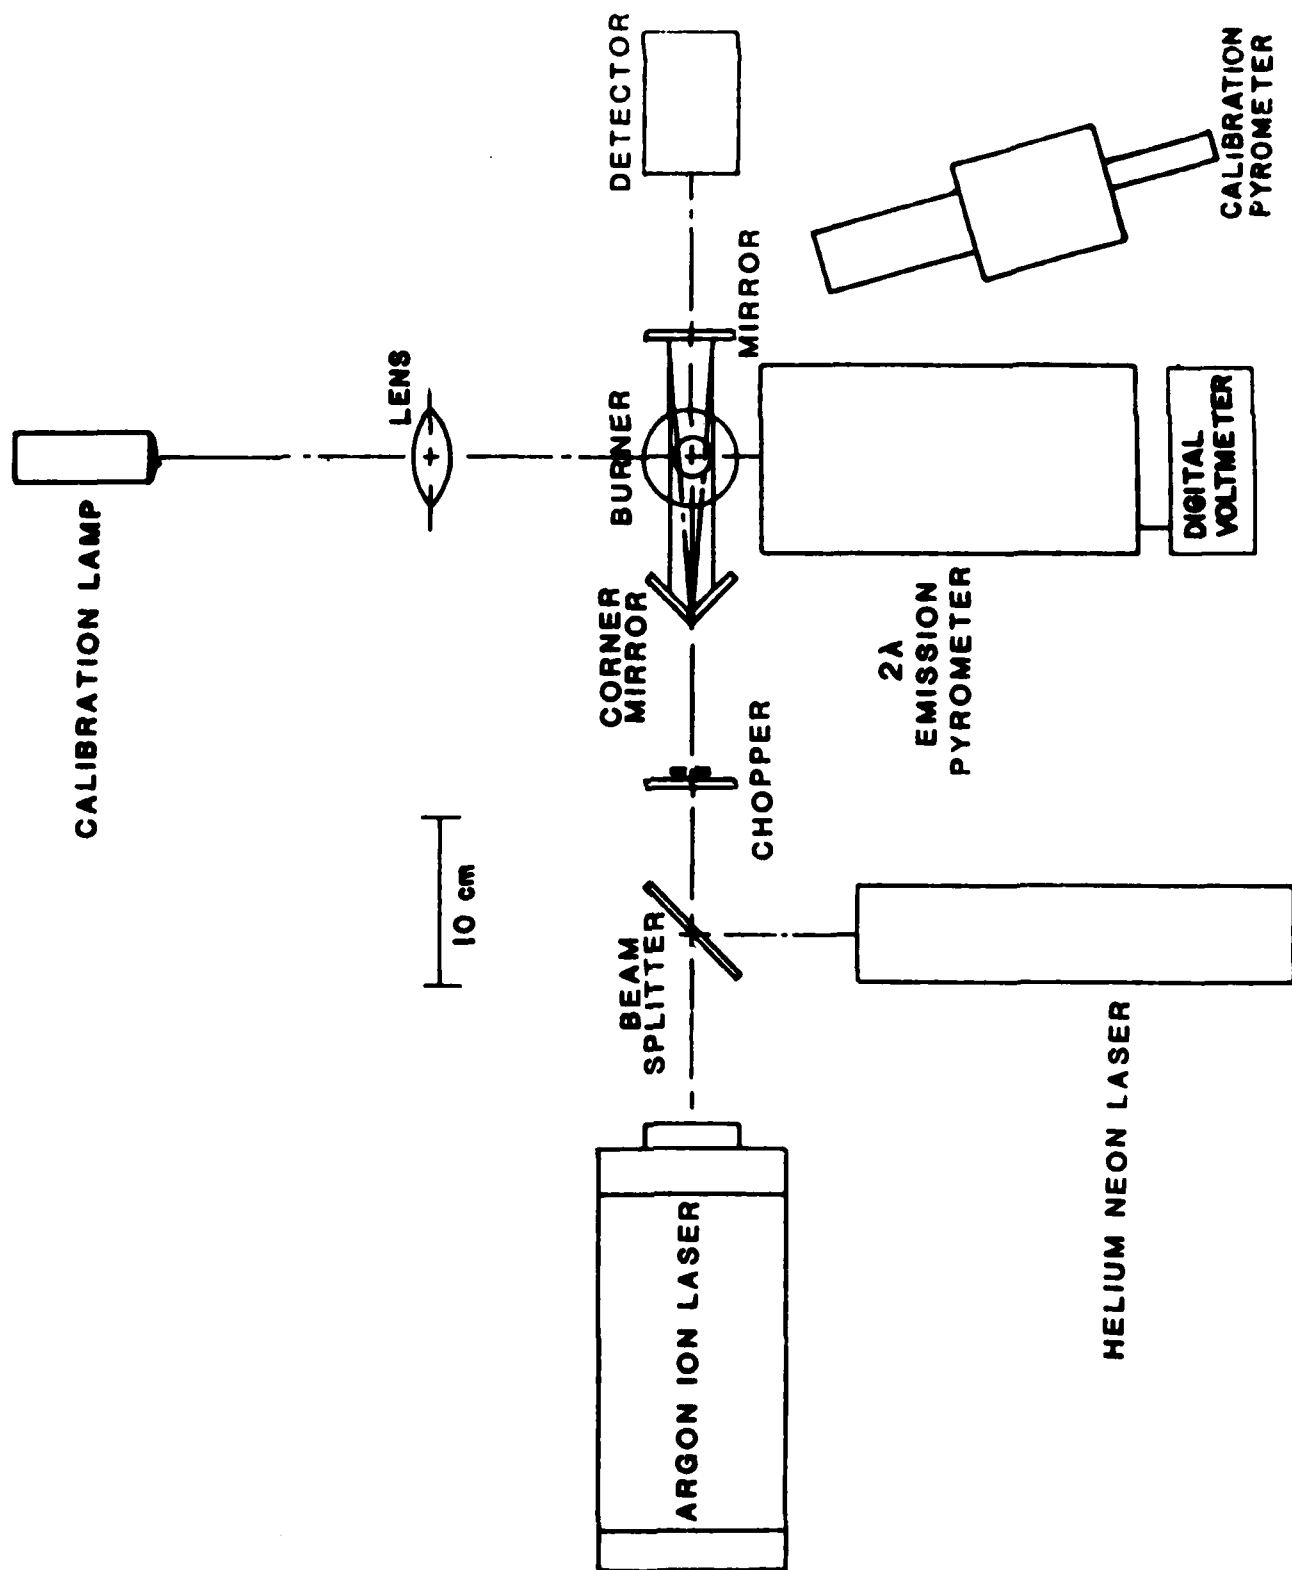 CALIBRATION LAMP
LENS
DETECTOR
CALIBRATION
PYROMETER
MIRROR
BURNER
CORNER
MIRROR
2λ
EMISSION
PYROMETER
DIGITAL
VOLTMETER
CHOPPER
10 cm
BEAM
SPLITTER
ARGON ION LASER
HELIUM NEON LASER